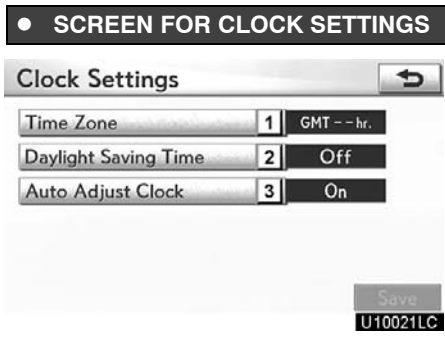 ● SCREEN FOR CLOCK SETTINGS
Clock Settings
Time Zone 1 GMT - - hr.
Daylight Saving Time 2 Off
Auto Adjust Clock 3 On
Save
U10021LC